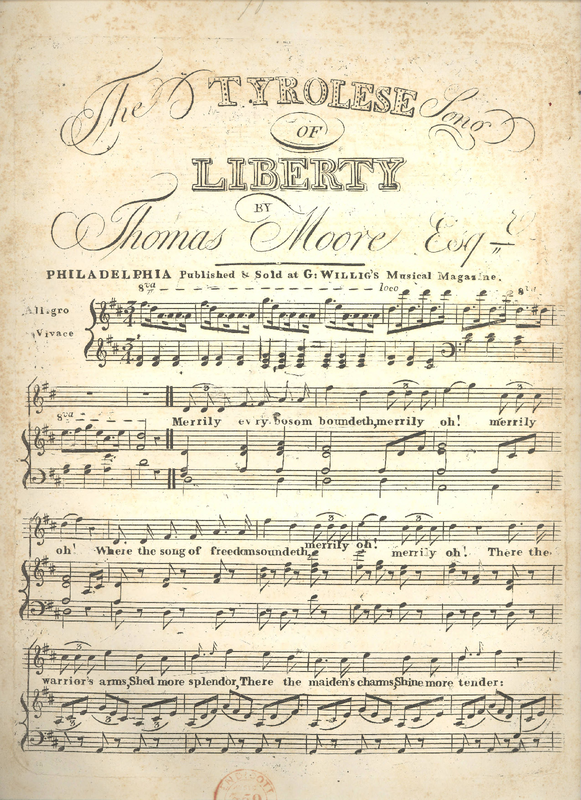 The TYROLESE Song
OF
LIBERTY
BY
Thomas Moore Esqr
PHILADELPHIA Published & Sold at G: WILLIG's Musical Magazine.
8va loco 8va
Allegro
Vivace
8va
Merrily ev'ry bosom boundeth, merrily oh! merrily
oh! Where the song of freedom soundeth, merrily oh! merrily oh! There the
warrior's arms, Shed more splendor, There the maiden's charms, Shine more tender: